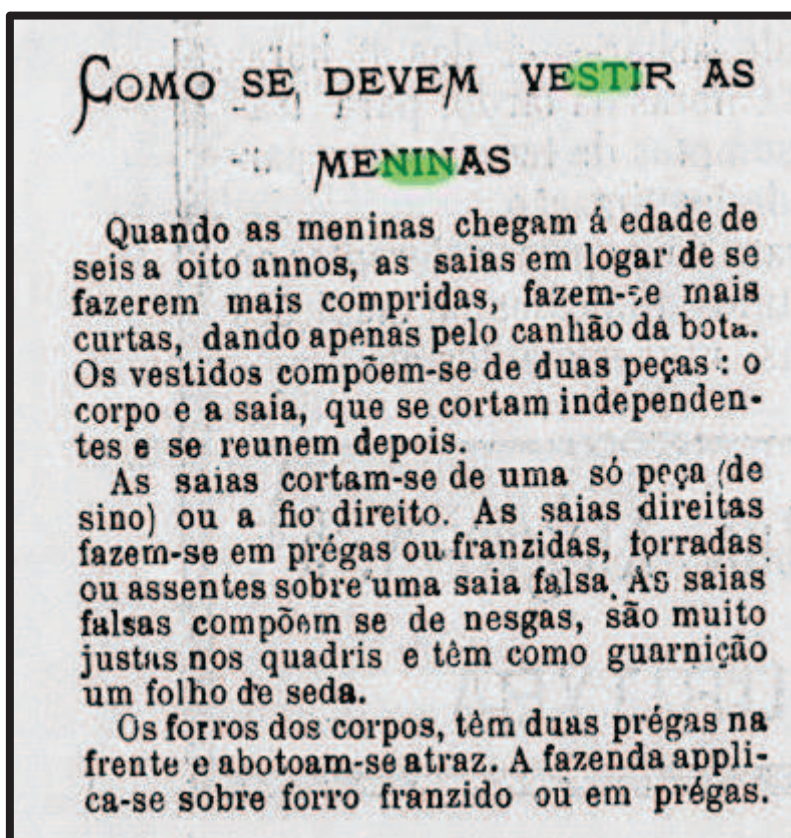 COMO SE DEVEM VESTIR AS
MENINAS
Quando as meninas chegam á edade de
seis a oito annos, as saias em logar de se
fazerem mais compridas, fazem-se mais
curtas, dando apenas pelo canhão da bota.
Os vestidos compõem-se de duas peças: o
corpo e a saia, que se cortam independen-
tes e se reunem depois.
As saias cortam-se de uma só peça (de
sino) ou a fio direito. As saias direitas
fazem-se em prégas ou franzidas, torradas
ou assentes sobre uma saia falsa. As saias
falsas compõem se de nesgas, são muito
justas nos quadris e têm como guarnição
um folho de seda.
Os forros dos corpos, têm duas prégas na
frente e abotoam-se atraz. A fazenda appli-
ca-se sobre forro franzido ou em prégas.